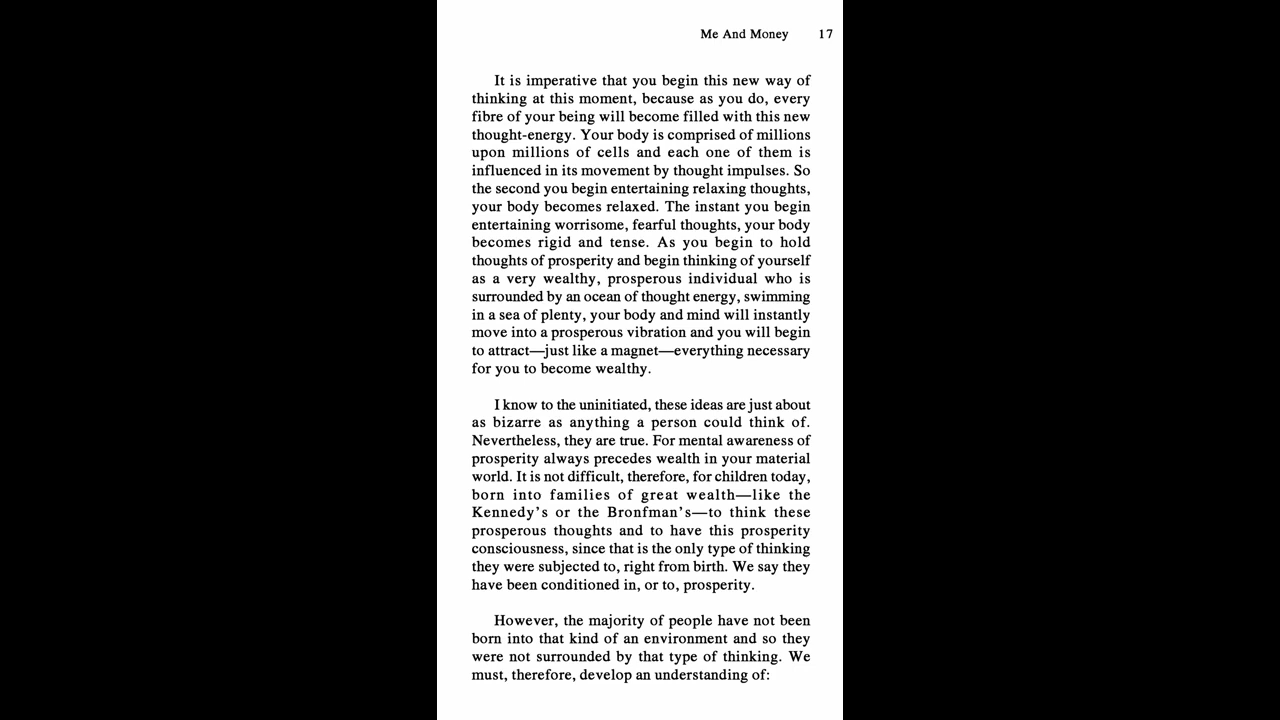 Me And Money 17
It is imperative that you begin this new way of
thinking at this moment, because as you do, every
fibre of your being will become filled with this new
thought-energy. Your body is comprised of millions
upon millions of cells and each one of them is
influenced in its movement by thought impulses. So
the second you begin entertaining relaxing thoughts,
your body becomes relaxed. The instant you begin
entertaining worrisome, fearful thoughts, your body
becomes rigid and tense. As you begin to hold
thoughts of prosperity and begin thinking of yourself
as a very wealthy, prosperous individual who is
surrounded by an ocean of thought energy, swimming
in a sea of plenty, your body and mind will instantly
move into a prosperous vibration and you will begin
to attract—just like a magnet—everything necessary
for you to become wealthy.
I know to the uninitiated, these ideas are just about
as bizarre as anything a person could think of.
Nevertheless, they are true. For mental awareness of
prosperity always precedes wealth in your material
world. It is not difficult, therefore, for children today,
born into families of great wealth—like the
Kennedy's or the Bronfman's—to think these
prosperous thoughts and to have this prosperity
consciousness, since that is the only type of thinking
they were subjected to, right from birth. We say they
have been conditioned in, or to, prosperity.
However, the majority of people have not been
born into that kind of an environment and so they
were not surrounded by that type of thinking. We
must, therefore, develop an understanding of: